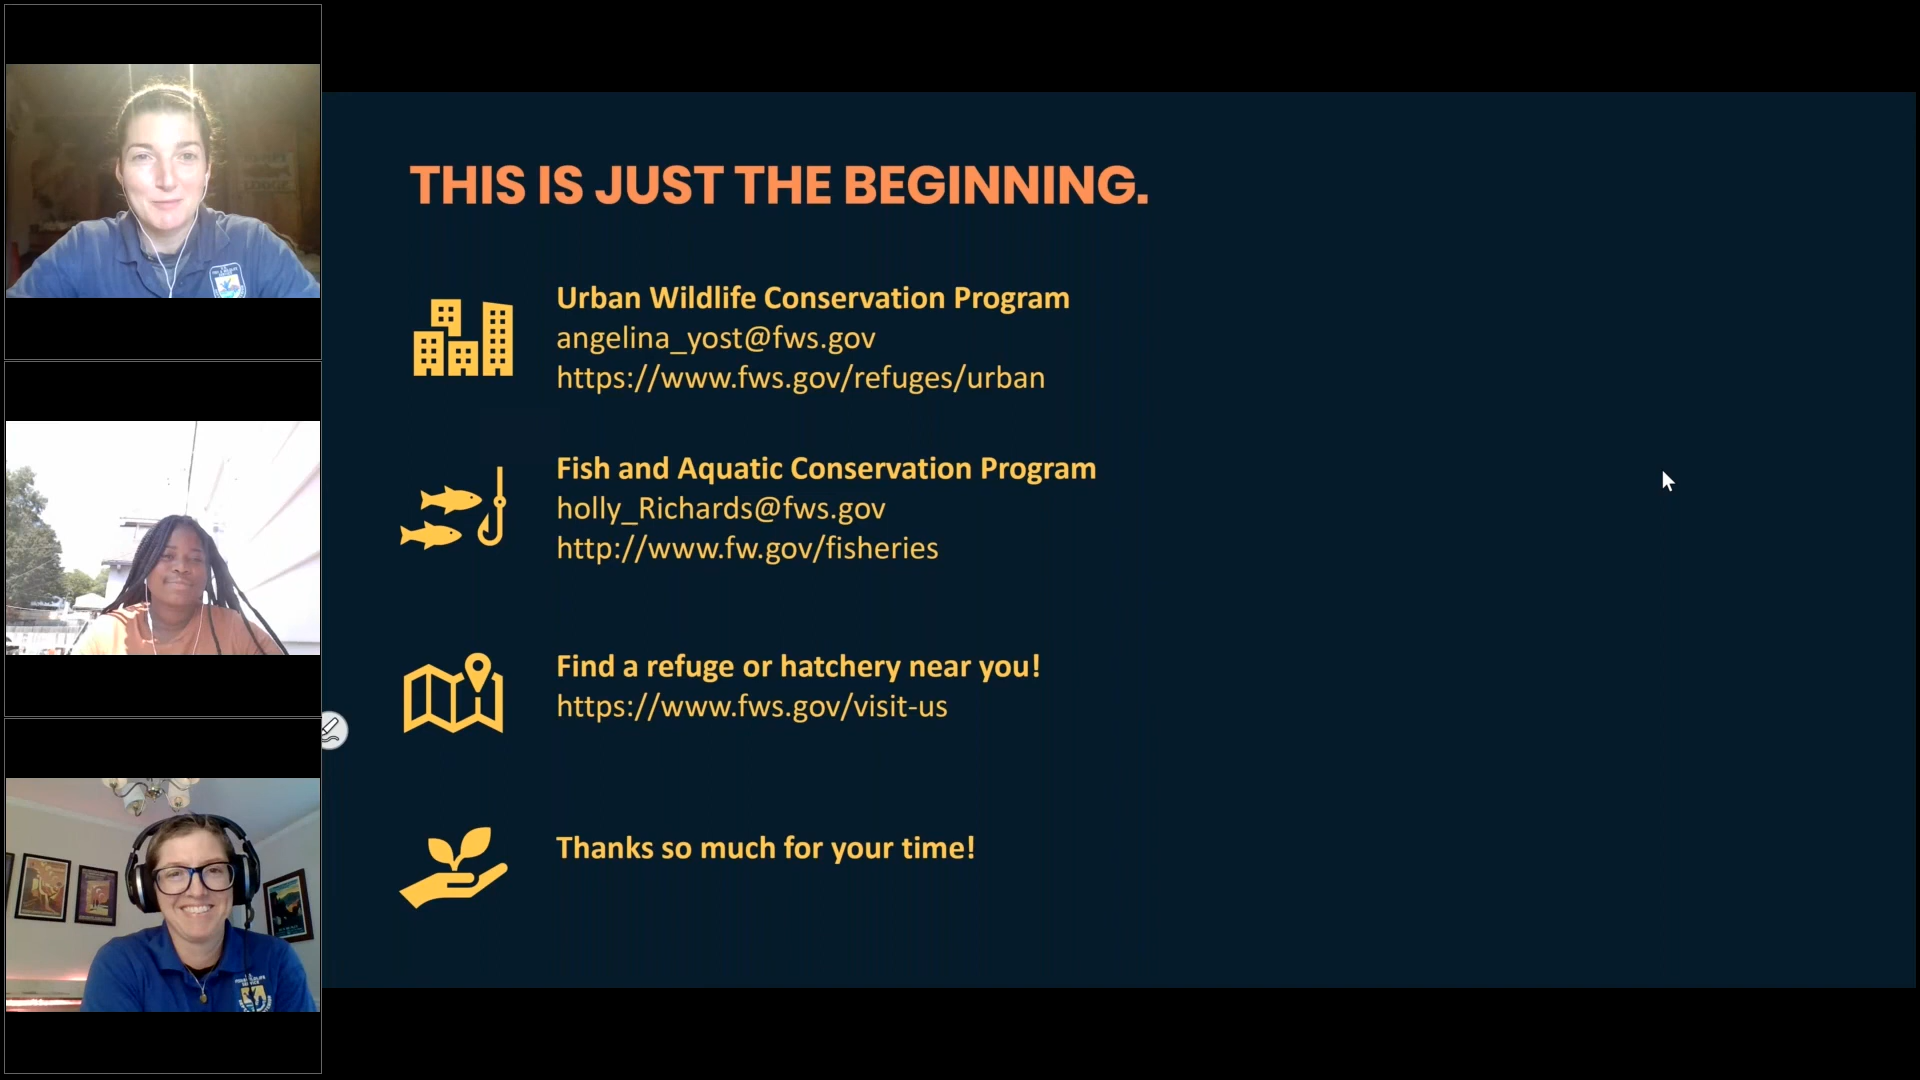 THIS IS JUST THE BEGINNING.
Urban Wildlife Conservation Program
angelina_yost@fws.gov
https://www.fws.gov/refuges/urban
Fish and Aquatic Conservation Program
holly_Richards@fws.gov
http://www.fw.gov/fisheries
Find a refuge or hatchery near you!
https://www.fws.gov/visit-us
Thanks so much for your time!